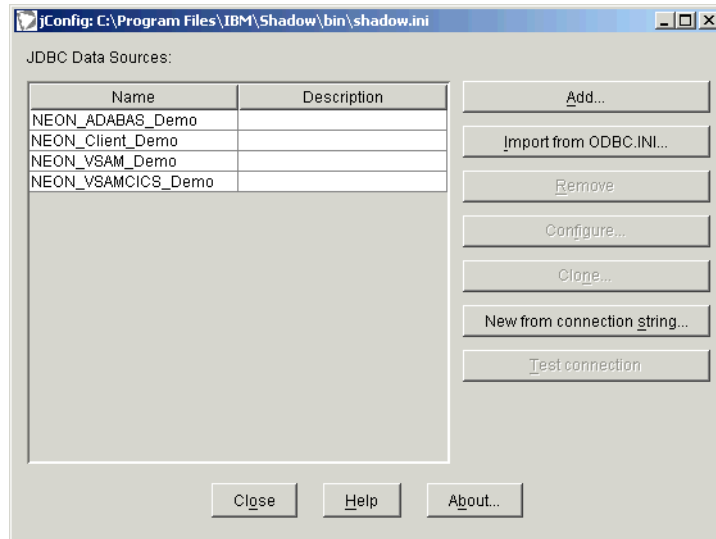 jConfig: C:\Program Files\IBM\Shadow\bin\shadow.ini
JDBC Data Sources:
Name Description
NEON_ADABAS_Demo
NEON_Client_Demo
NEON_VSAM_Demo
NEON_VSAMCICS_Demo
Add...
Import from ODBC.INI...
Remove
Configure...
Clone...
New from connection string...
Test connection
Close Help About...